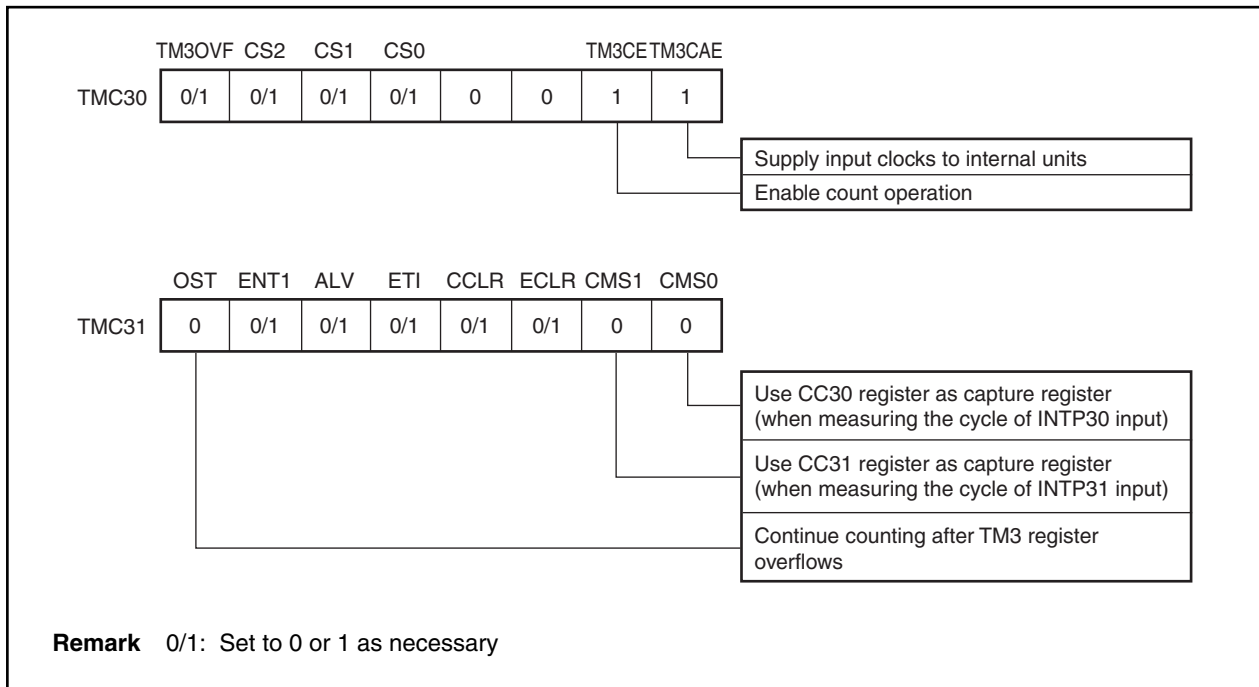 TM3OVF CS2 CS1 CS0 TM3CE TM3CAE
TMC30 0/1 0/1 0/1 0/1 0 0 1 1
Supply input clocks to internal units
Enable count operation
OST ENT1 ALV ETI CCLR ECLR CMS1 CMS0
TMC31 0 0/1 0/1 0/1 0/1 0/1 0 0
Use CC30 register as capture register
(when measuring the cycle of INTP30 input)
Use CC31 register as capture register
(when measuring the cycle of INTP31 input)
Continue counting after TM3 register
overflows
Remark 0/1: Set to 0 or 1 as necessary